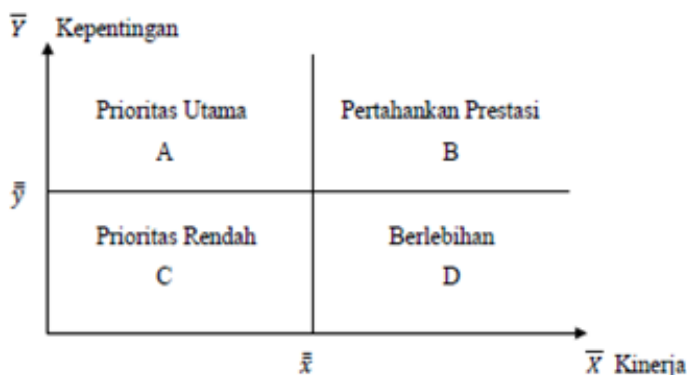 Y̅ Kepentingan
Prioritas Utama
Pertahankan Prestasi
A
B
y̿
Prioritas Rendah
Berlebihan
C
D
x̿
X̅ Kinerja